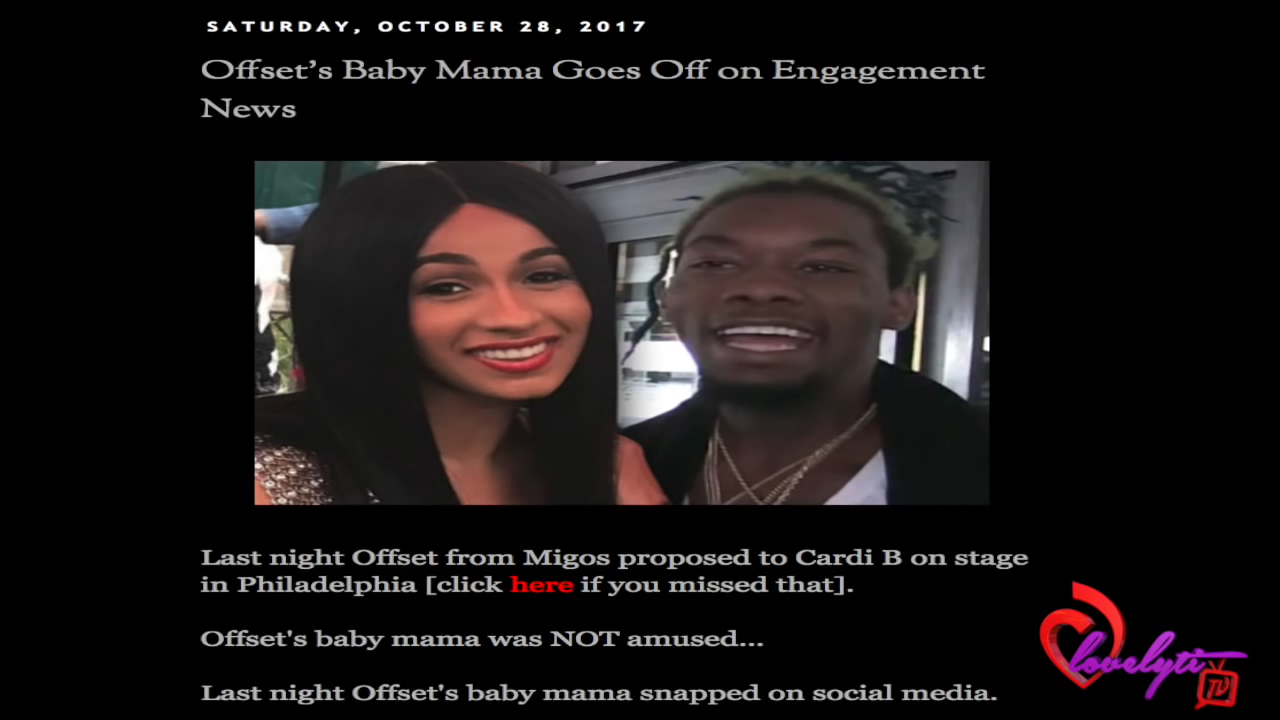 SATURDAY, OCTOBER 28, 2017
Offset’s Baby Mama Goes Off on Engagement
News
Last night Offset from Migos proposed to Cardi B on stage
in Philadelphia [click here if you missed that].
Offset's baby mama was NOT amused...
Last night Offset's baby mama snapped on social media.
lovelyti
TV